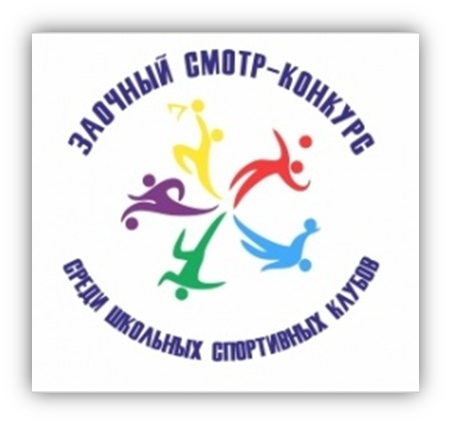 ЗАОЧНЫЙ СМОТР-КОНКУРС
СРЕДИ ШКОЛЬНЫХ СПОРТИВНЫХ КЛУБОВ